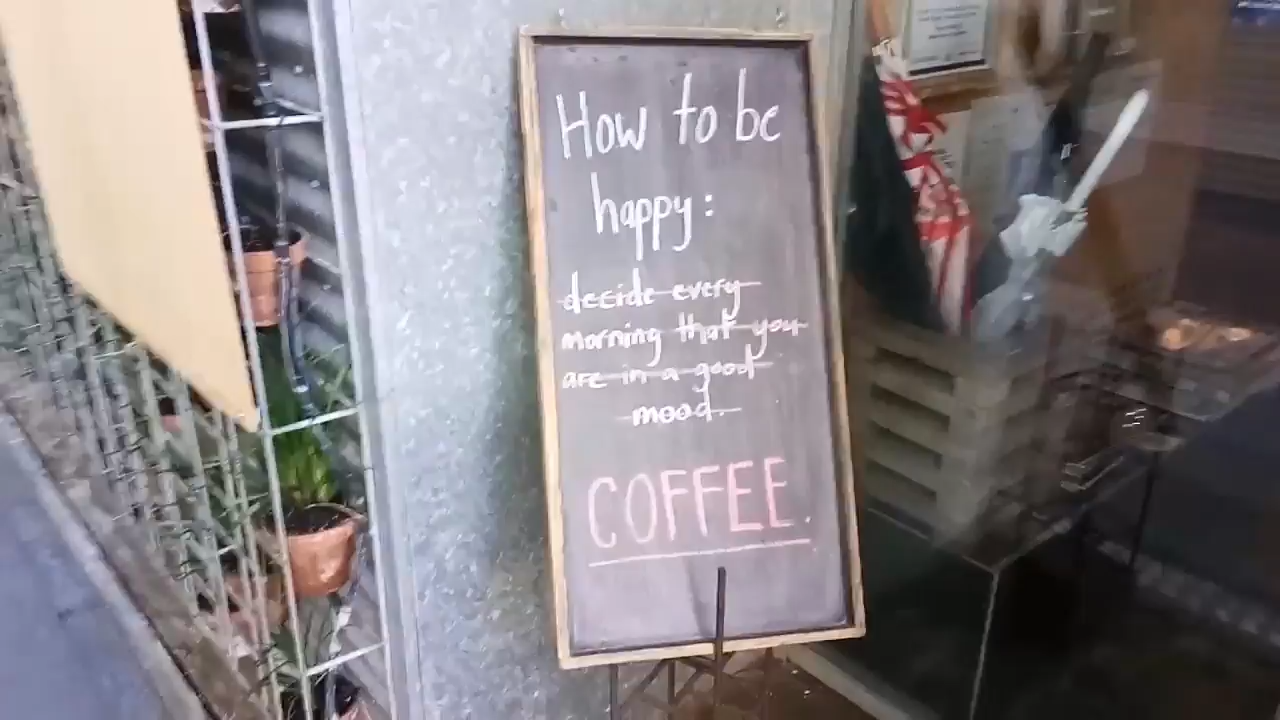 How to be
happy:
decide every
morning that you
are in a good
mood.
COFFEE.